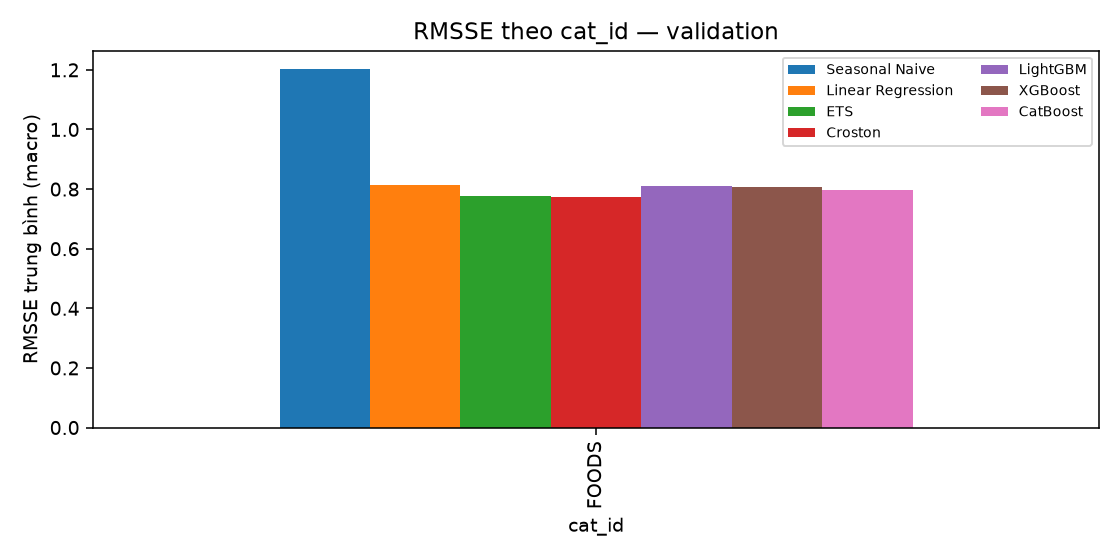 RMSSE theo cat_id — validation
RMSSE trung bình (macro)
1.2
1.0
0.8
0.6
0.4
0.2
0.0
Seasonal Naive
Linear Regression
ETS
Croston
LightGBM
XGBoost
CatBoost
FOODS
cat_id